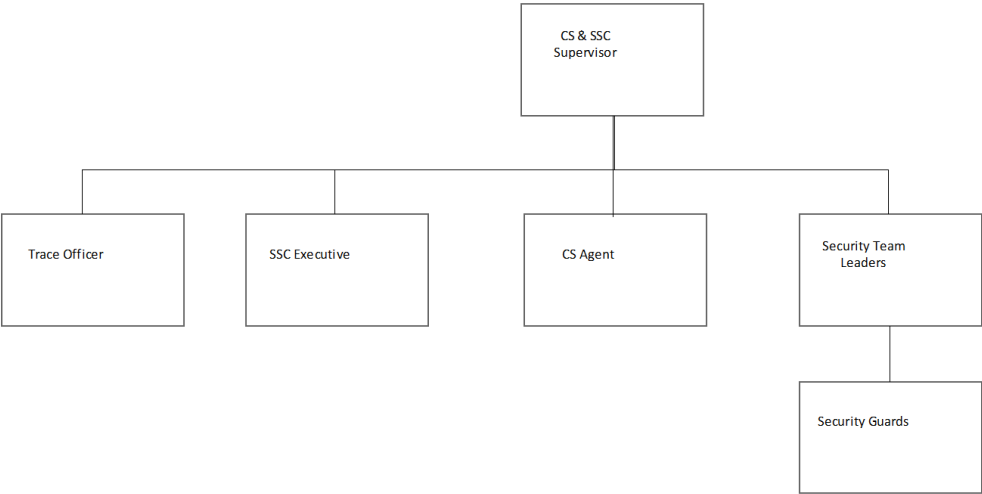 CS & SSC
Supervisor
Trace Officer
SSC Executive
CS Agent
Security Team
Leaders
Security Guards